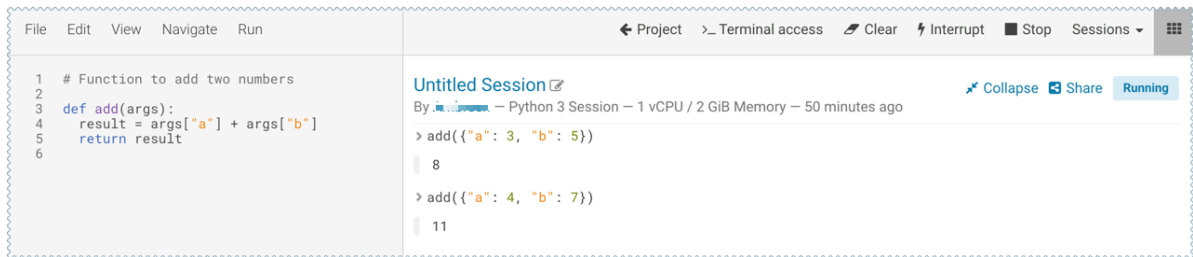 File Edit View Navigate Run
Project Terminal access Clear Interrupt Stop Sessions
1 # Function to add two numbers
2
3 def add(args):
4 result = args["a"] + args["b"]
5 return result
6
Untitled Session
Collapse Share Running
By — Python 3 Session — 1 vCPU / 2 GiB Memory — 50 minutes ago
> add({"a": 3, "b": 5})
8
> add({"a": 4, "b": 7})
11